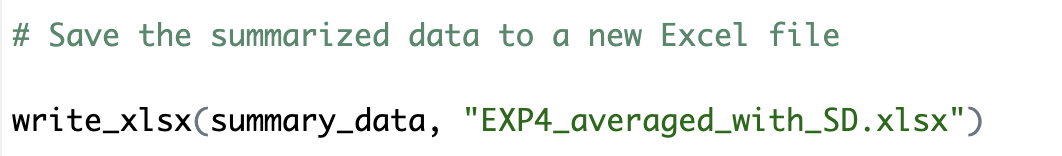 # Save the summarized data to a new Excel file
write_xlsx(summary_data, "EXP4_averaged_with_SD.xlsx")